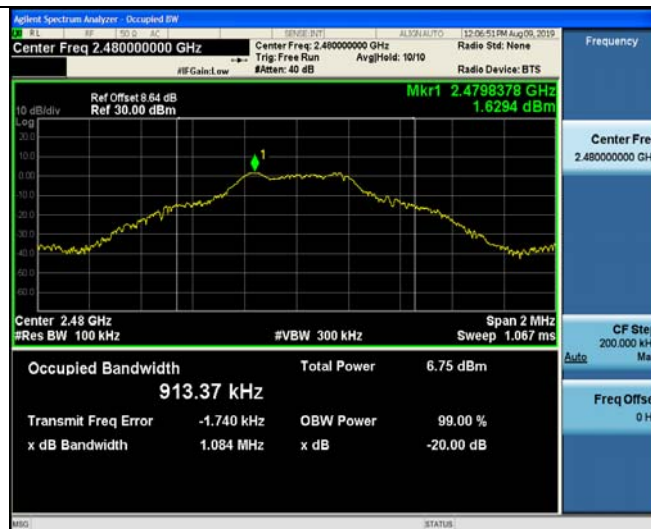 Agilent Spectrum Analyzer - Occupied BW
RL RF 50 Ω AC SENSE:INT ALIGN AUTO 12:06:51 PM Aug 09, 2019
Center Freq 2.480000000 GHz
Center Freq: 2.480000000 GHz
Radio Std: None
Trig: Free Run Avg|Hold: 10/10
#IFGain:Low #Atten: 40 dB Radio Device: BTS
Frequency
Mkr1 2.4798378 GHz
1.6294 dBm
Ref Offset 8.64 dB
10 dB/div Ref 30.00 dBm
Log
20.0
10.0
0.00
-10.0
-20.0
-30.0
-40.0
-50.0
-60.0
1
Center 2.48 GHz Span 2 MHz
#Res BW 100 kHz #VBW 300 kHz Sweep 1.067 ms
Occupied Bandwidth Total Power 6.75 dBm
913.37 kHz
Transmit Freq Error -1.740 kHz OBW Power 99.00 %
x dB Bandwidth 1.084 MHz x dB -20.00 dB
Center Fre
2.480000000 GH
CF Ste
200.000 kH
Auto Ma
Freq Offse
0 H
MSG STATUS